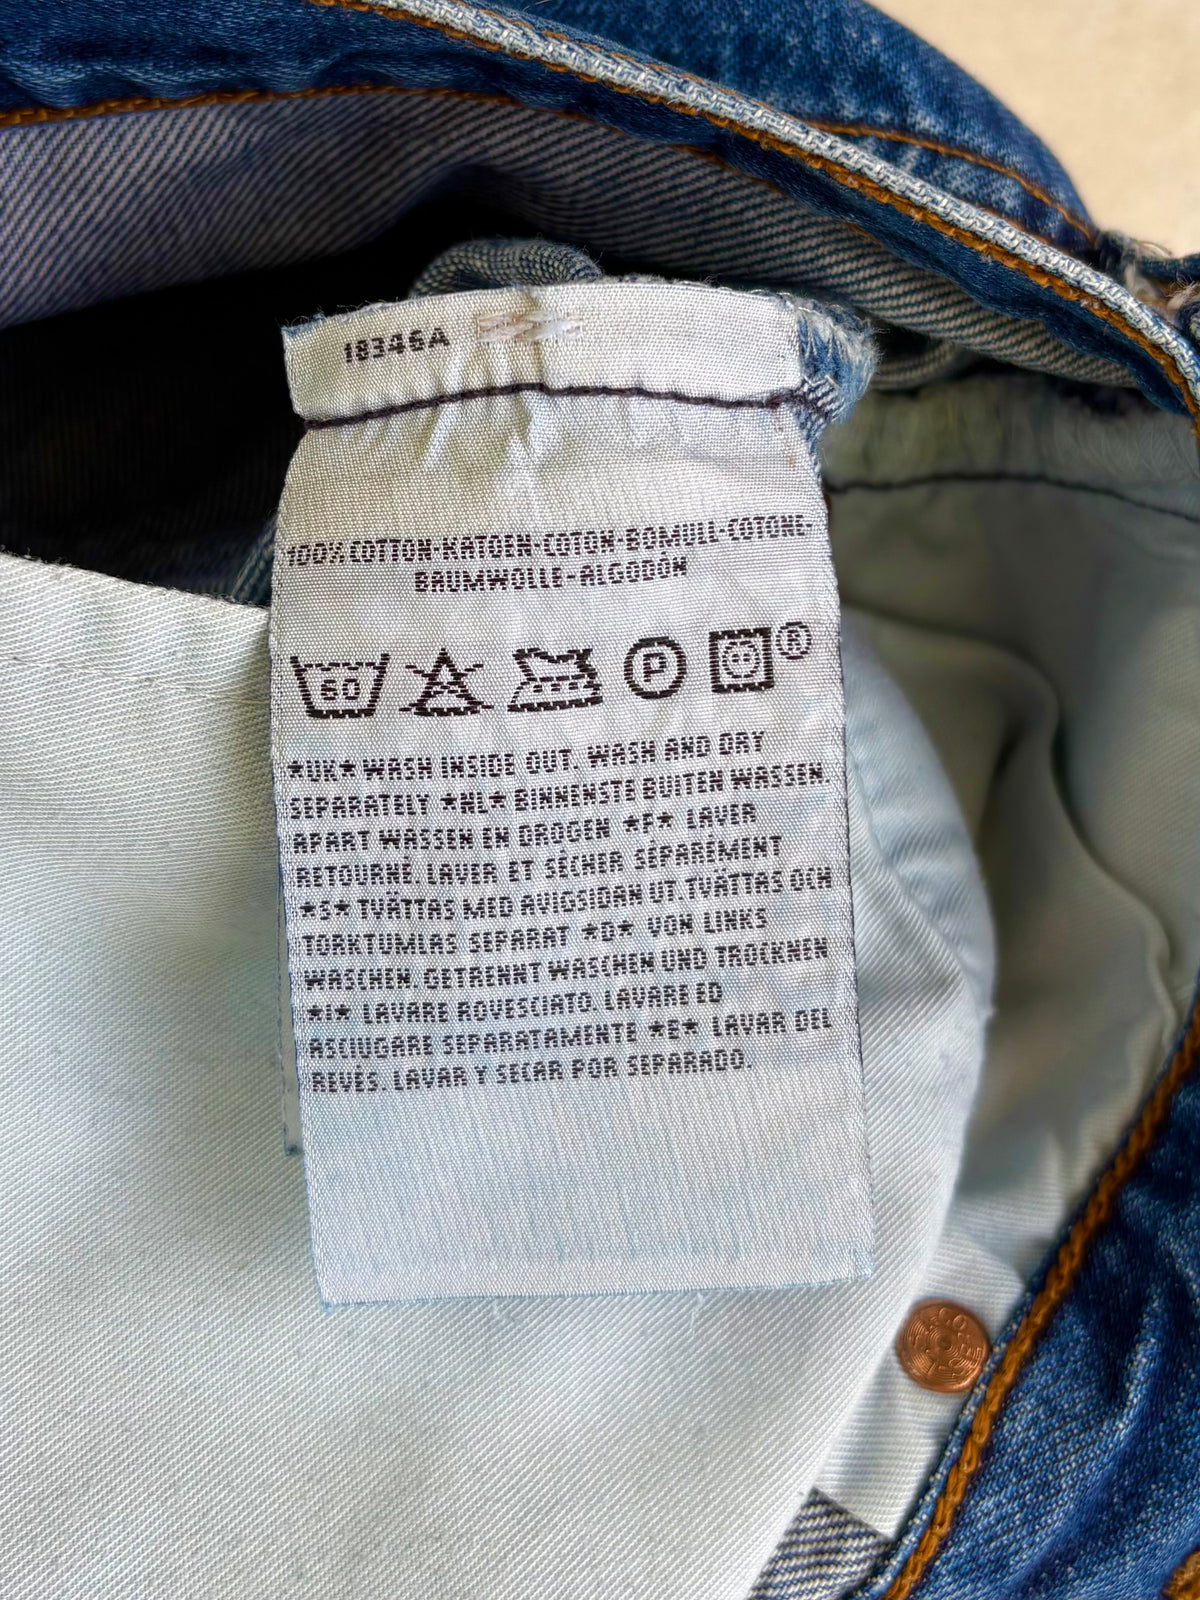 18346A
100% COTTON-KATOEN-COTON-BOMULL-COTONE-
BAUMWOLLE-ALGODÓN
60 P ®
*UK* WASH INSIDE OUT. WASH AND DRY
SEPARATELY *NL* BINNENSTE BUITEN WASSEN.
APART WASSEN EN DROGEN *F* LAVER
RETOURNÉ. LAVER ET SÉCHER SÉPARÉMENT
*S* TVÄTTAS MED AVIGSIDAN UT. TVÄTTAS OCH
TORKTUMLAS SEPARAT *D* VON LINKS
WASCHEN. GETRENNT WASCHEN UND TROCKNEN
*I* LAVARE ROVESCIATO. LAVARE ED
ASCIUGARE SEPARATAMENTE *E* LAVAR DEL
REVÉS. LAVAR Y SECAR POR SEPARADO.